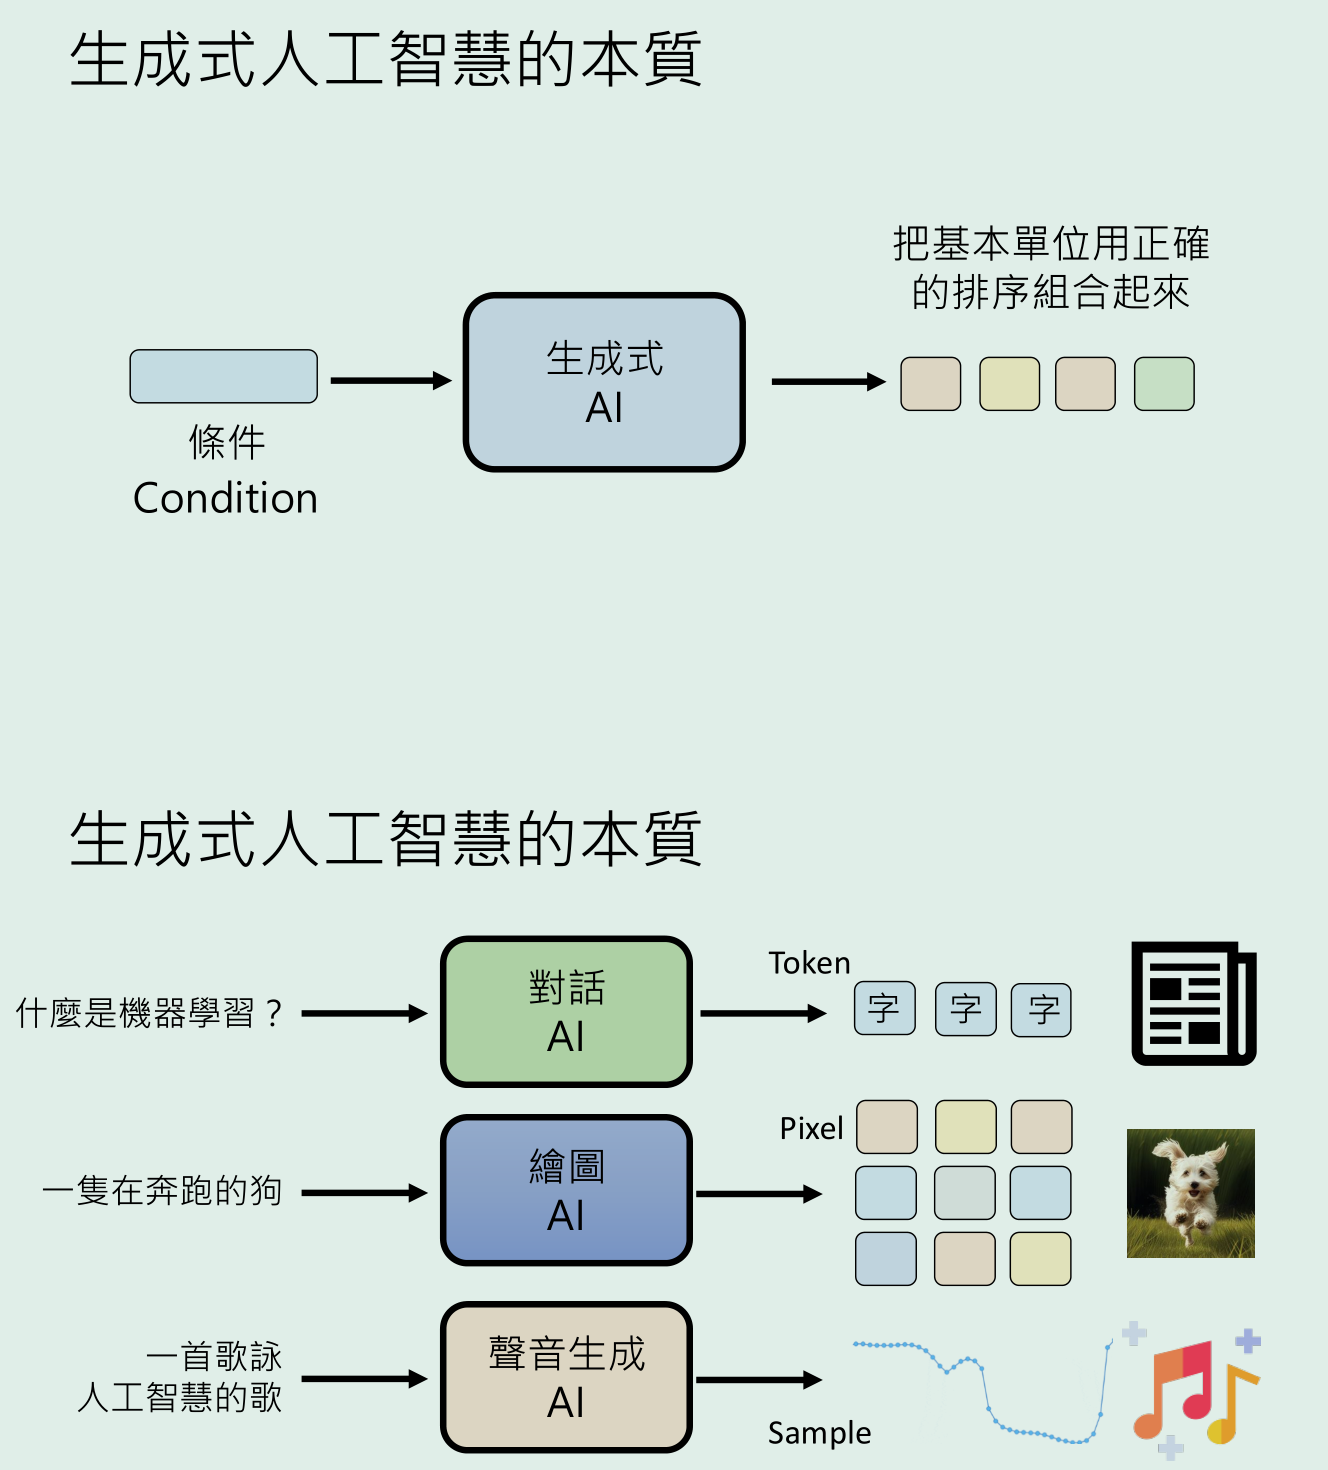 生成式人工智慧的本質
把基本單位用正確
的排序組合起來
生成式
AI
條件
Condition
生成式人工智慧的本質
什麼是機器學習？
對話
AI
Token
字 字 字
一隻在奔跑的狗
繪圖
AI
Pixel
一首歌詠
人工智慧的歌
聲音生成
AI
Sample